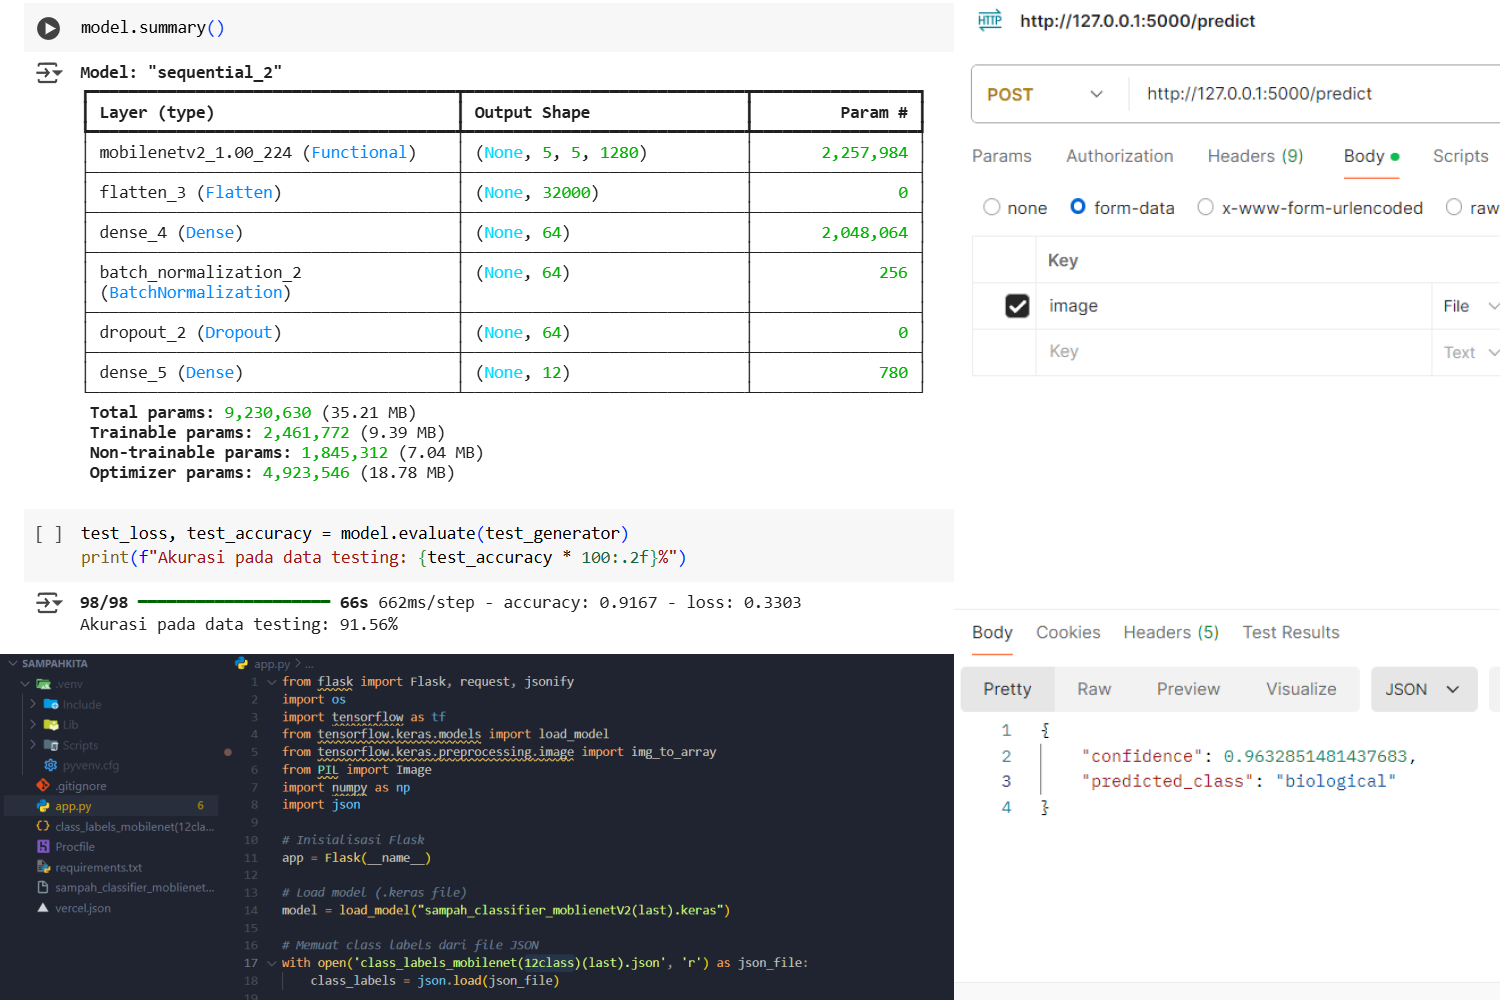 model.summary()
Model: "sequential_2"
Layer (type) Output Shape Param #
mobilenetv2_1.00_224 (Functional) (None, 5, 5, 1280) 2,257,984
flatten_3 (Flatten) (None, 32000) 0
dense_4 (Dense) (None, 64) 2,048,064
batch_normalization_2 (None, 64) 256
(BatchNormalization)
dropout_2 (Dropout) (None, 64) 0
dense_5 (Dense) (None, 12) 780
Total params: 9,230,630 (35.21 MB)
Trainable params: 2,461,772 (9.39 MB)
Non-trainable params: 1,845,312 (7.04 MB)
Optimizer params: 4,923,546 (18.78 MB)
[ ] test_loss, test_accuracy = model.evaluate(test_generator)
print(f"Akurasi pada data testing: {test_accuracy * 100:.2f}%")
98/98 66s 662ms/step - accuracy: 0.9167 - loss: 0.3303
Akurasi pada data testing: 91.56%
SAMPAHKITA
.venv
Include
Lib
Scripts
pyvenv.cfg
.gitignore
app.py 6
class_labels_mobilenet(12cla...
Procfile
requirements.txt
sampah_classifier_moblienet...
vercel.json
app.py > ...
1 from flask import Flask, request, jsonify
2 import os
3 import tensorflow as tf
4 from tensorflow.keras.models import load_model
5 from tensorflow.keras.preprocessing.image import img_to_array
6 from PIL import Image
7 import numpy as np
8 import json
9
10 # Inisialisasi Flask
11 app = Flask(__name__)
12
13 # Load model (.keras file)
14 model = load_model("sampah_classifier_moblienetV2(last).keras")
15
16 # Memuat class labels dari file JSON
17 with open('class_labels_mobilenet(12class)(last).json', 'r') as json_file:
18 class_labels = json.load(json_file)
19
HTTP http://127.0.0.1:5000/predict
POST http://127.0.0.1:5000/predict
Params Authorization Headers (9) Body Scripts
none form-data x-www-form-urlencoded raw
Key
image File
Key Text
Body Cookies Headers (5) Test Results
Pretty Raw Preview Visualize JSON
1 {
2 "confidence": 0.9632851481437683,
3 "predicted_class": "biological"
4 }